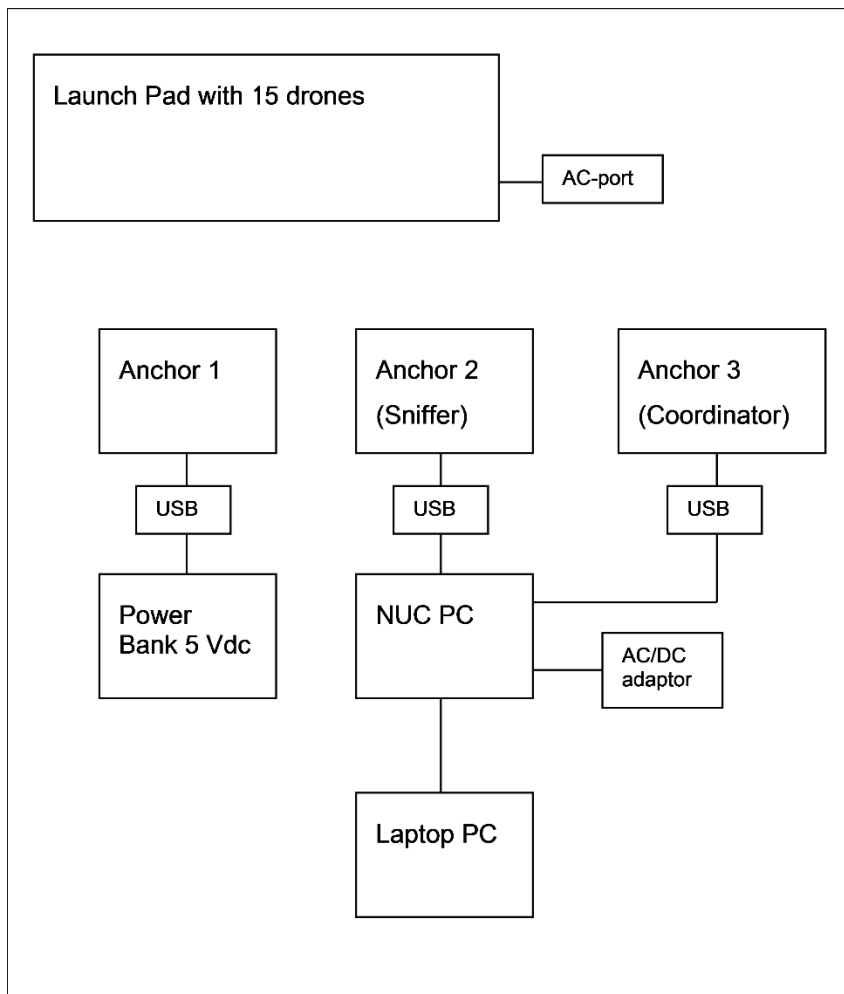 Launch Pad with 15 drones
AC-port
Anchor 1
Anchor 2
(Sniffer)
Anchor 3
(Coordinator)
USB
USB
USB
Power
Bank 5 Vdc
NUC PC
AC/DC
adaptor
Laptop PC